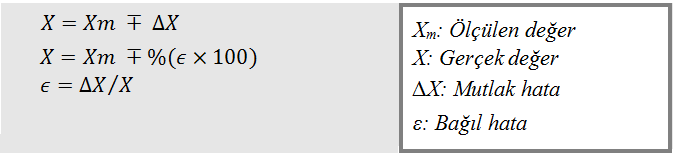 X = Xm ∓ ΔX
X = Xm ∓ %(ϵ × 100)
ϵ = ΔX/X
Xm: Ölçülen değer
X: Gerçek değer
ΔX: Mutlak hata
ε: Bağıl hata